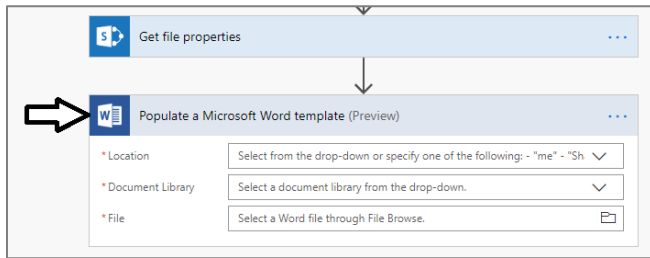 Get file properties
Populate a Microsoft Word template (Preview)
* Location Select from the drop-down or specify one of the following: - "me" - "Sh
* Document Library Select a document library from the drop-down.
* File Select a Word file through File Browse.